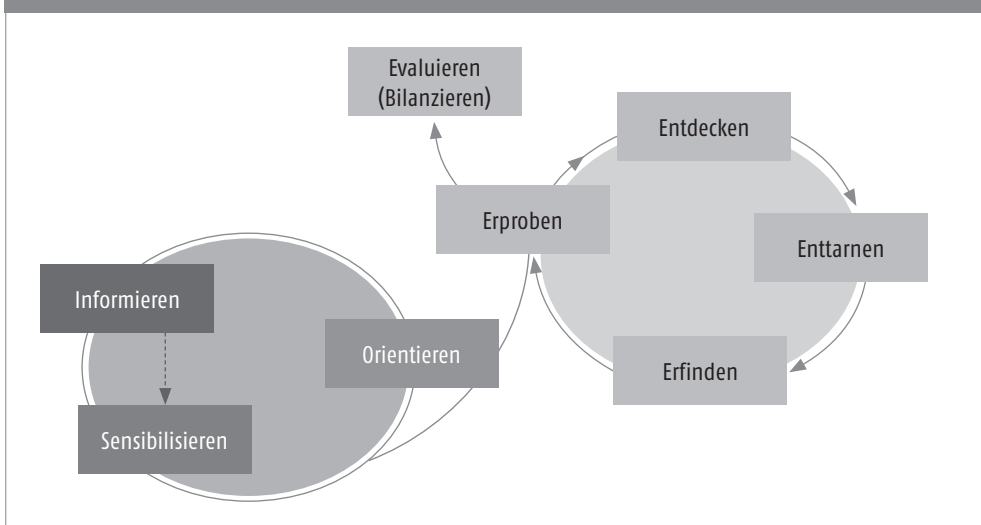 Evaluieren
(Bilanzieren)
Entdecken
Erproben
Enttarnen
Informieren
Orientieren
Erfinden
Sensibilisieren